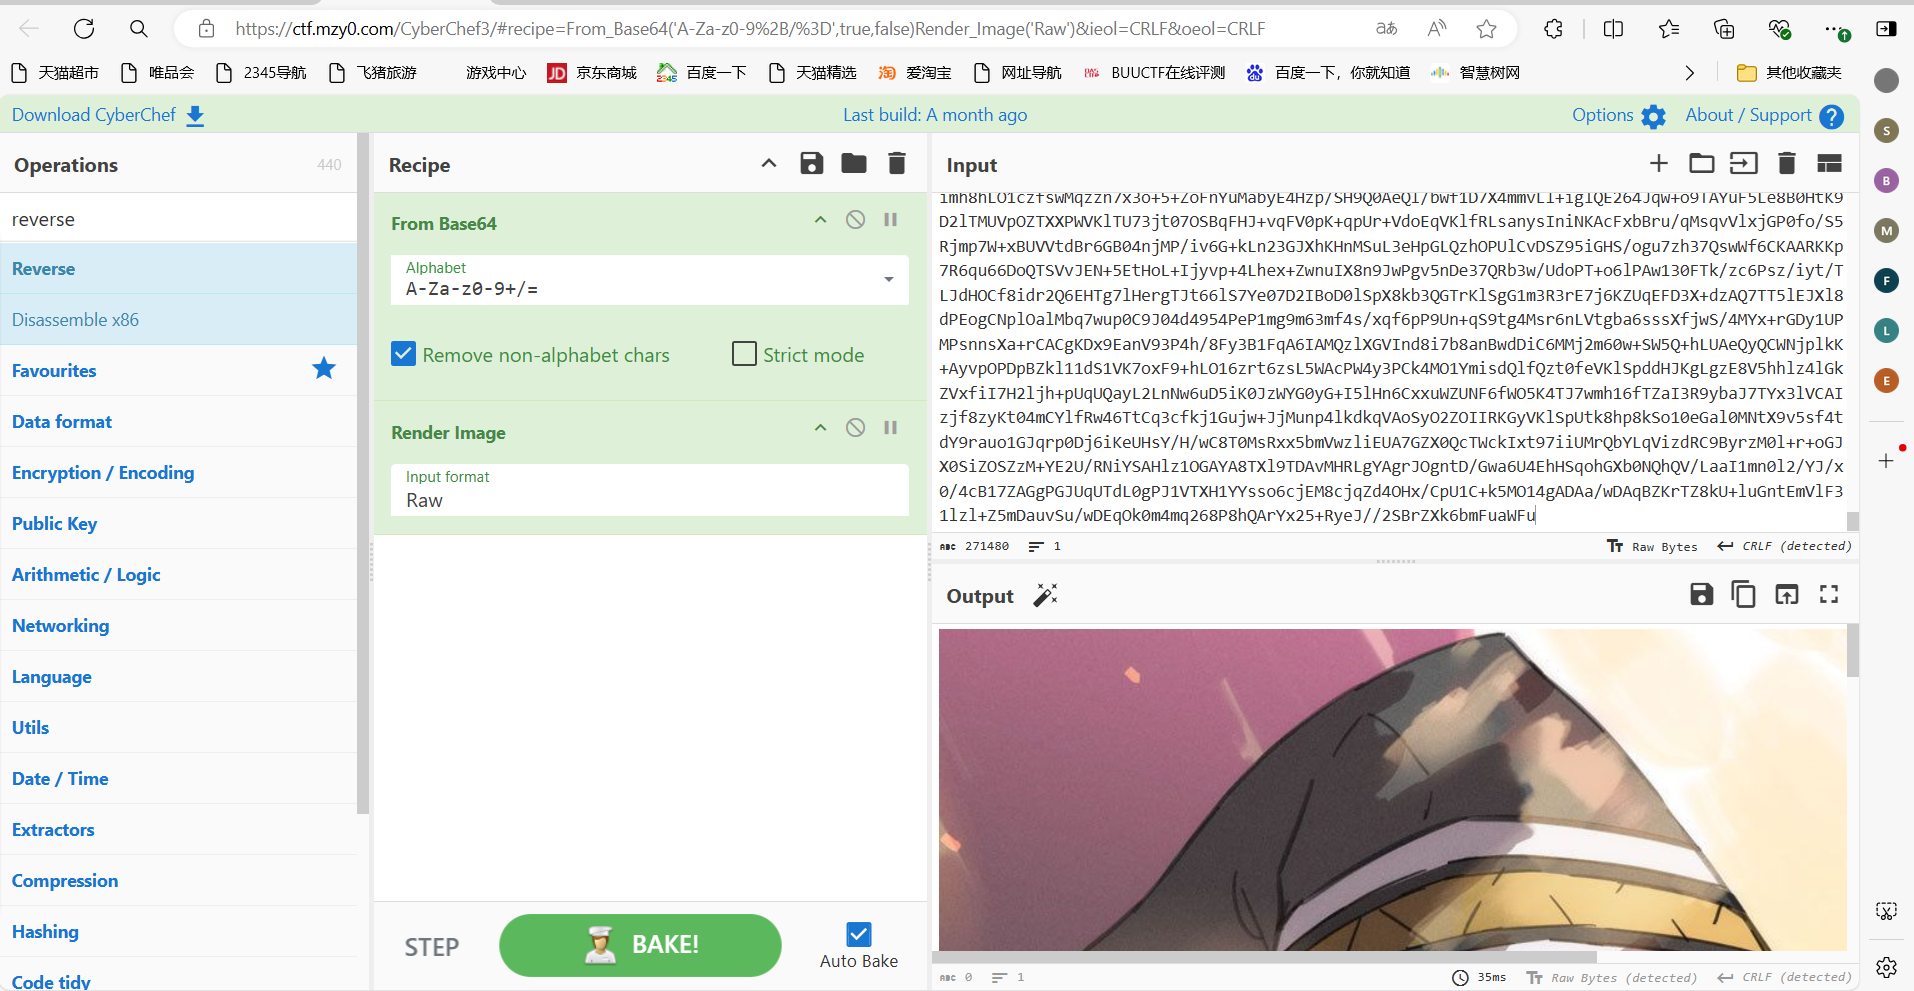 https://ctf.mzy0.com/CyberChef3/#recipe=From_Base64('A-Za-z0-9%2B/%3D',true,false)Render_Image('Raw')&ieol=CRLF&oeol=CRLF
天猫超市 唯品会 2345导航 飞猪旅游 游戏中心 京东商城 百度一下 天猫精选 爱淘宝 网址导航 BUUCTF在线评测 百度一下，你就知道 智慧树网 其他收藏夹
Download CyberChef
Last build: A month ago
Options
About / Support
Operations
440
reverse
Reverse
Disassemble x86
Favourites
Data format
Encryption / Encoding
Public Key
Arithmetic / Logic
Networking
Language
Utils
Date / Time
Extractors
Compression
Hashing
Code tidy
Recipe
From Base64
Alphabet
A-Za-z0-9+/=
Remove non-alphabet chars
Strict mode
Render Image
Input format
Raw
STEP
BAKE!
Auto Bake
Input
D2lTMUVpOZTXXPWVKlTU73jt07OSBqFHJ+vqFV0pK+qpUr+VdoEqVKlfRLsanysIniNKAcFxbBru/qMsqvVlxjGP0fo/S5
Rjmp7W+xBUVVtdBr6GB04njMP/iv6G+kLn23GJXhKHnMSuL3eHpGLQzhOPUlCvDSZ95iGHS/ogu7zh37QswWf6CKAARKKp
7R6qu66DoQTSVvJEN+5EtHoL+Ijyvp+4Lhex+ZwnuIX8n9JwPgv5nDe37QRb3w/UdoPT+o6lPAw130FTk/zc6Psz/iyt/T
LJdHOCf8idr2Q6EHTg7lHergTJt66lS7Ye07D2IBoD0lSpX8kb3QGTrKlSgG1m3R3rE7j6KZUqEFD3X+dzAQ7TT5lEJXl8
dPEogCNplOalMbq7wup0C9J04d4954PeP1mg9m63mf4s/xqf6pP9Un+qS9tg4Msr6nLVtgba6sssXfjwS/4MYx+rGDy1UP
MPsnnsXa+rCACgKDx9EanV93P4h/8Fy3B1FqA6IAMQzlXGVInd8i7b8anBwdDiC6MMj2m60w+SW5Q+hLUAeQyQCWNjplkK
+AyvpOPDpBZkl11dS1VK7oxF9+hLO16zrt6zsL5WAcPW4y3PCk4MO1YmisdQlfQzt0feVKlSpddHJKgLgzE8V5hhlz4lGk
ZVxfiI7H2ljh+pUqUQayL2LnNw6uD5iK0JzWYG0yG+I5lHn6CxxuWZUNF6fWO5K4TJ7wmh16fTZaI3R9ybaJ7TYx3lVCAI
zjf8zyKt04mCYlfRw46TtCq3cfkj1Gujw+JjMunp4lkdkqVAoSyO2ZOIIRKGyVKlSpUtk8hp8kSo10eGal0MNtX9v5sf4t
dY9rauo1GJqrp0Dj6iKeUHsY/H/wC8T0MsRxx5bmVwzliEUA7GZX0QcTWckIxt97iiUMrQbYLqVizdRC9ByrzM0l+r+oGJ
X0SiZOSZzM+YE2U/RNiYSAHlz1OGAYA8TXl9TDAvMHRLgYAgrJOgntD/Gwa6U4EhHSqohGXb0NQhQV/LaaI1mn0l2/YJ/x
0/4cB17ZAGgPGJUqUTdL0gPJ1VTXH1YYsso6cjEM8cjqZd4OHx/CpU1C+k5MO14gADAa/wDAqBZKrTZ8kU+luGntEmVlF3
1lzl+Z5mDauvSu/wDEqOk0m4mq268P8hQArYx25+RyeJ//2SBrZXk6bmFuaWFu
271480 1
Raw Bytes
CRLF (detected)
Output
0 1
35ms
Raw Bytes (detected)
CRLF (detected)
S
B
M
F
L
E